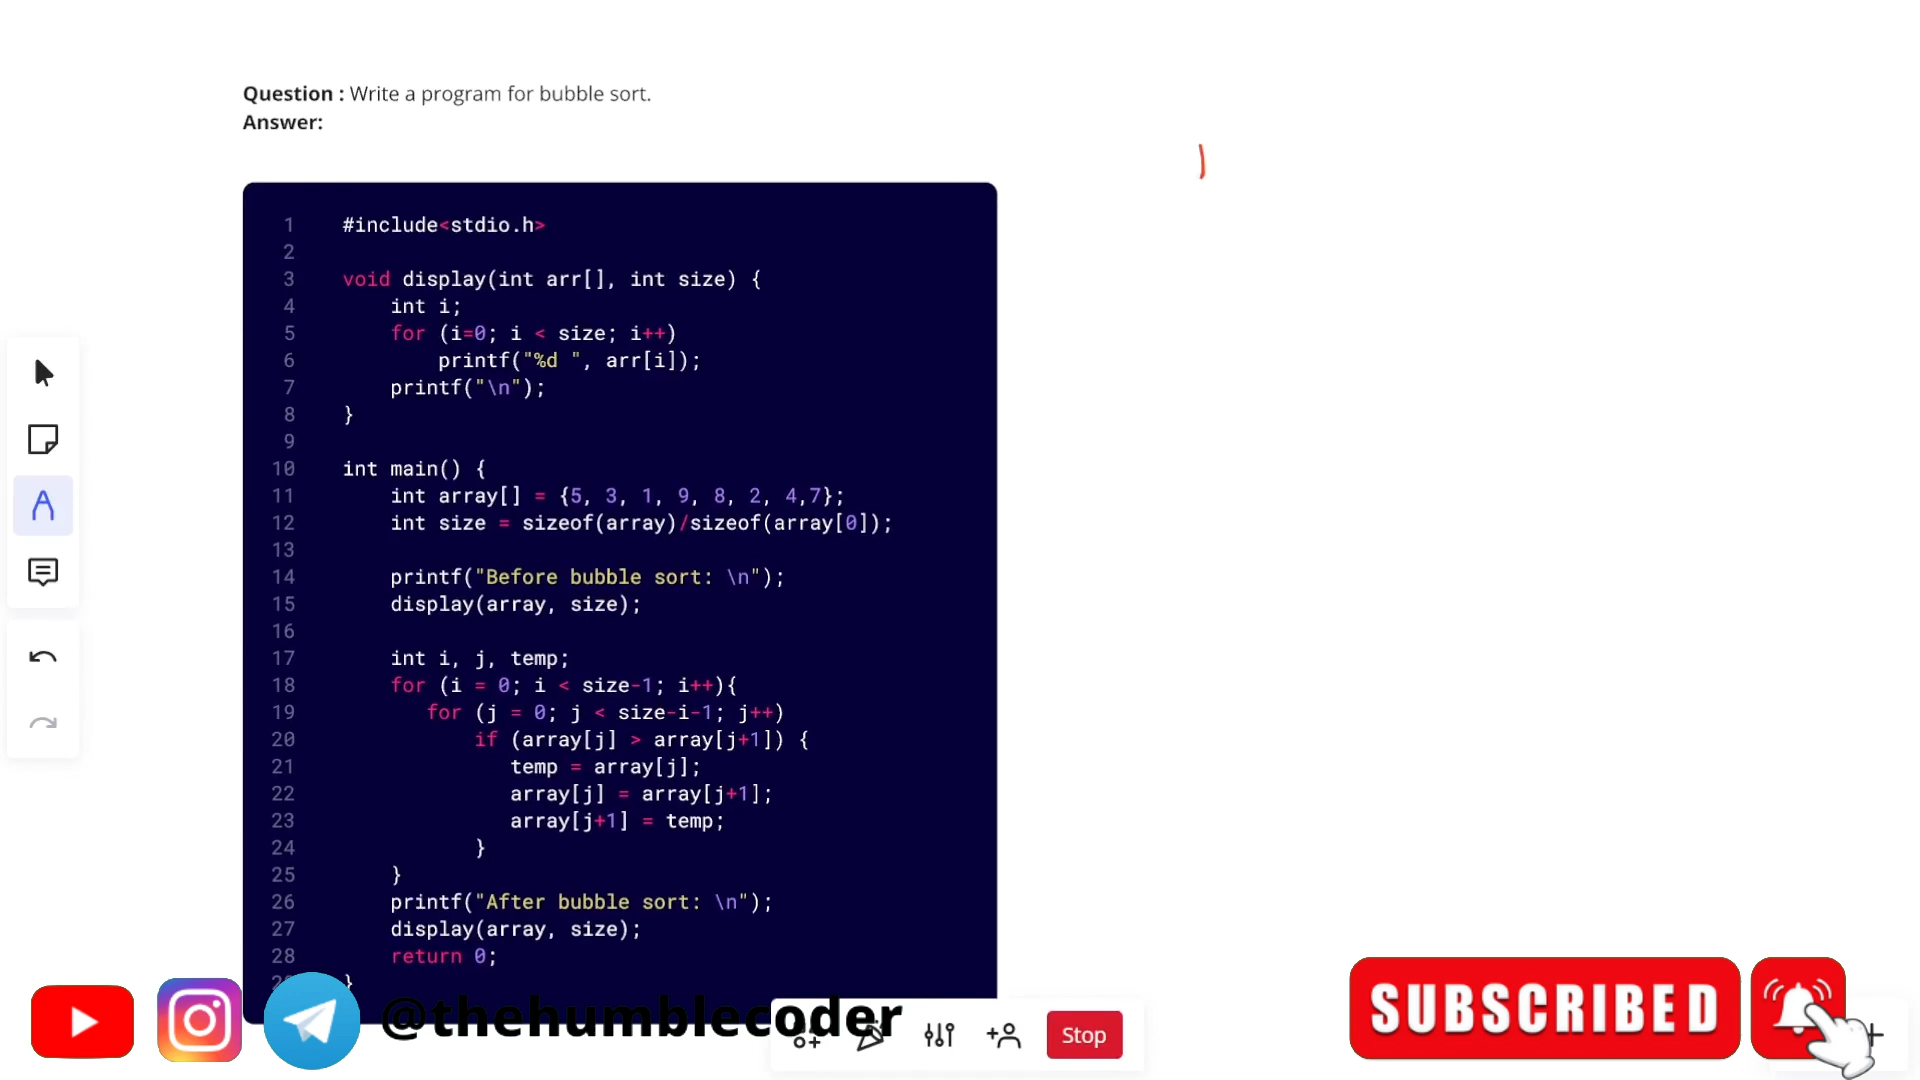 Question : Write a program for bubble sort.
Answer:
1 #include<stdio.h>
2
3 void display(int arr[], int size) {
4 int i;
5 for (i=0; i < size; i++)
6 printf("%d ", arr[i]);
7 printf("\n");
8 }
9
10 int main() {
11 int array[] = {5, 3, 1, 9, 8, 2, 4,7};
12 int size = sizeof(array)/sizeof(array[0]);
13
14 printf("Before bubble sort: \n");
15 display(array, size);
16
17 int i, j, temp;
18 for (i = 0; i < size-1; i++){
19 for (j = 0; j < size-i-1; j++)
20 if (array[j] > array[j+1]) {
21 temp = array[j];
22 array[j] = array[j+1];
23 array[j+1] = temp;
24 }
25 }
26 printf("After bubble sort: \n");
27 display(array, size);
28 return 0;
}
@thehumblecoder
Stop
SUBSCRIBED